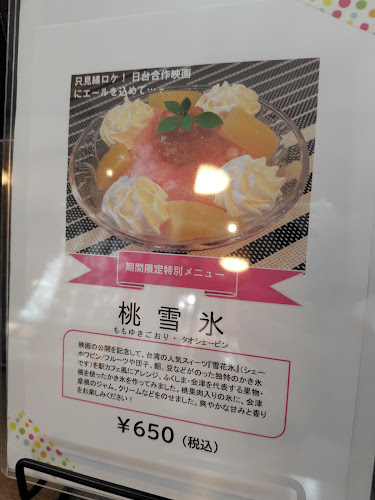 只見線ロケ! 日台合作映画
にエールを込めて…
期間限定特別メニュー
桃雪氷
ももゆきごおり・タオシェーピン
映画の公開を記念して、台湾の人気スィーツ『雪花氷』(シェー
ホワピン/フルーツや団子、餡、豆などがのった独特のかき氷
です)を駅カフェ風にアレンジ。ふくしま・会津を代表する果物・
桃を使ったかき氷を作ってみました。桃果肉入りの氷に、会津
産桃のジャム、クリームなどをのせました。爽やかな甘みと香り
をお楽しみください!
¥650(税込)